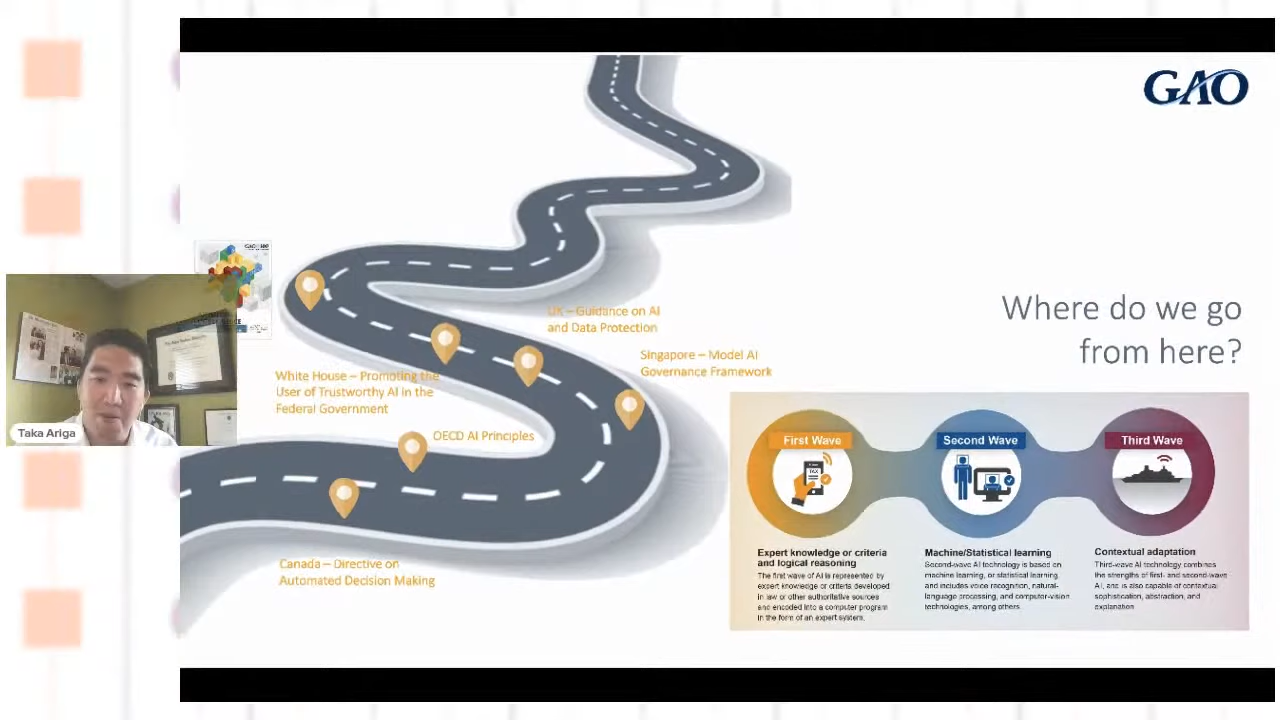 GAO
UK – Guidance on AI
and Data Protection
Where do we go
from here?
Singapore – Model AI
Governance Framework
White House – Promoting the
User of Trustworthy AI in the
Federal Government
OECD AI Principles
Canada – Directive on
Automated Decision Making
Taka Ariga
First Wave
Second Wave
Third Wave
TAX
Expert knowledge or criteria
and logical reasoning
The first wave of AI is represented by
expert knowledge or criteria developed
in law or other authoritative sources
and encoded into a computer program
in the form of an expert system.
Machine/Statistical learning
Second-wave AI technology is based on
machine learning, or statistical learning,
and includes voice recognition, natural-
language processing, and computer-vision
technologies, among others
Contextual adaptation
Third-wave AI technology combines
the strengths of first- and second-wave
AI, and is also capable of contextual
sophistication, abstraction, and
explanation